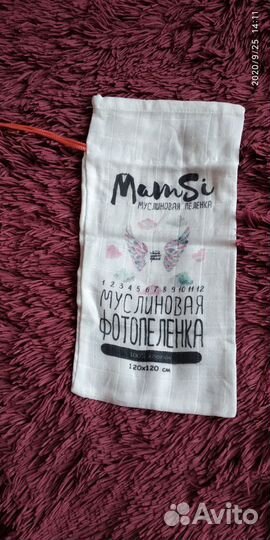 2020/9/25 14:11
MamSi
МУСЛИНОВАЯ ПЕЛЕНКА
1 2 3 4 5 6 7 8 9 10 11 12
МУСЛИНОВАЯ
ФОТОПЕЛЕНКА
120х120 см
Avito